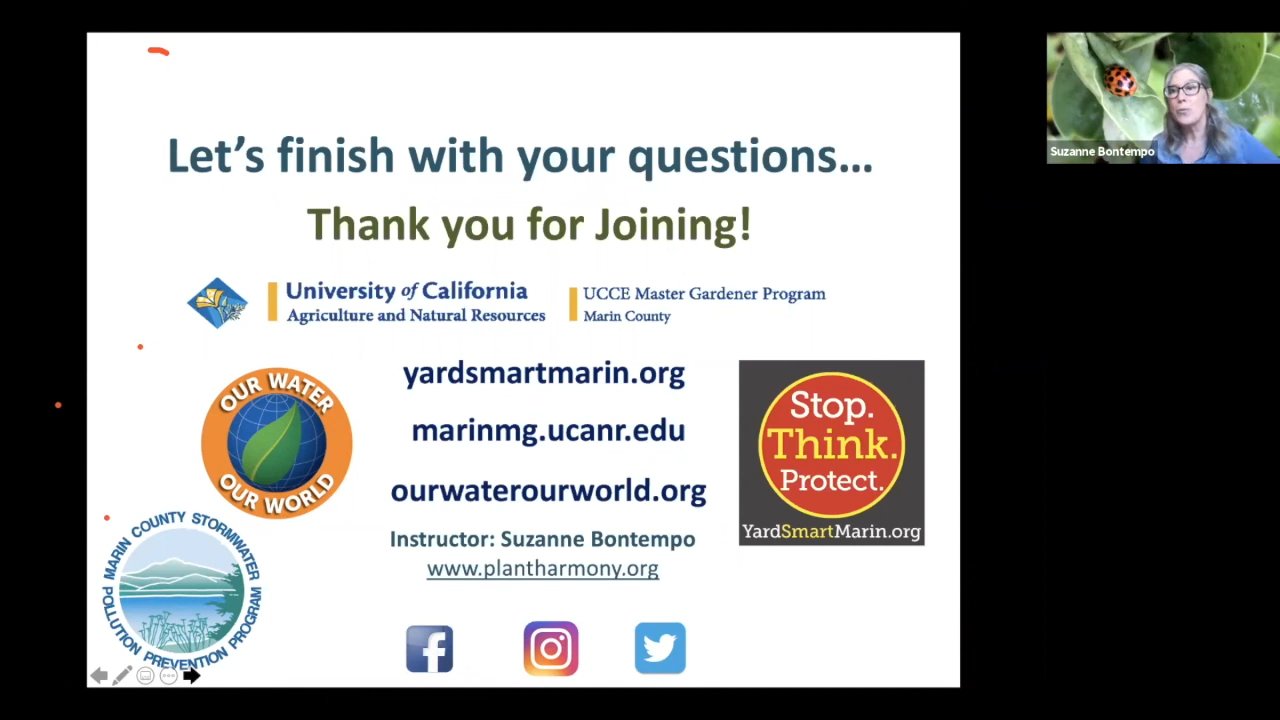 Let's finish with your questions…
Thank you for Joining!
University of California
Agriculture and Natural Resources
UCCE Master Gardener Program
Marin County
OUR WATER
OUR WORLD
yardsmartmarin.org
marinmg.ucanr.edu
ourwaterourworld.org
Stop.
Think.
Protect.
YardSmartMarin.org
Instructor: Suzanne Bontempo
www.plantharmony.org
MARIN COUNTY STORMWATER
POLLUTION PREVENTION PROGRAM
Suzanne Bontempo